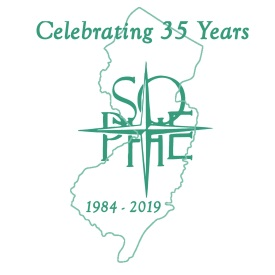 Celebrating 35 Years
SO
PHE
1984 - 2019